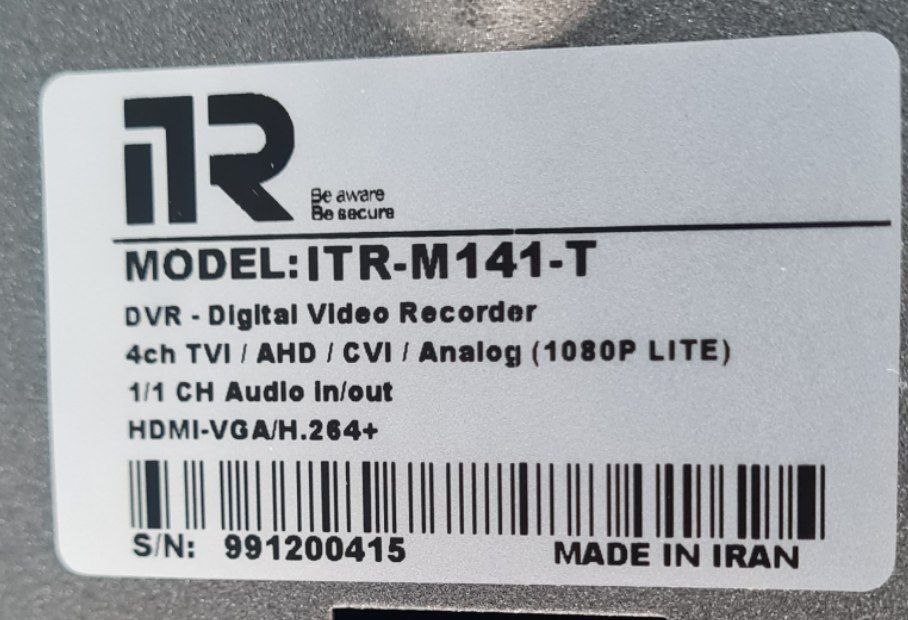 ITR
Be aware
Be secure
MODEL: ITR-M141-T
DVR - Digital Video Recorder
4ch TVI / AHD / CVI / Analog (1080P LITE)
1/1 CH Audio in/out
HDMI-VGA/H.264+
S/N: 991200415 MADE IN IRAN